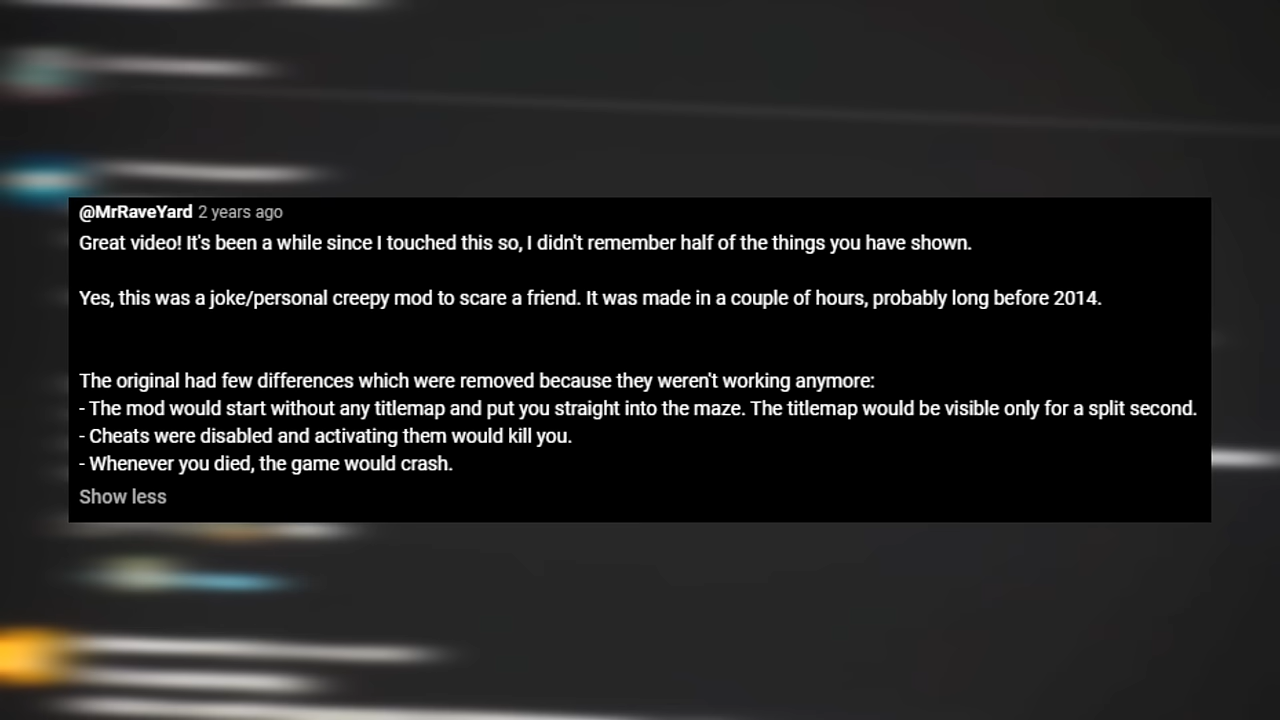 @MrRaveYard 2 years ago
Great video! It's been a while since I touched this so, I didn't remember half of the things you have shown.
Yes, this was a joke/personal creepy mod to scare a friend. It was made in a couple of hours, probably long before 2014.
The original had few differences which were removed because they weren't working anymore:
- The mod would start without any titlemap and put you straight into the maze. The titlemap would be visible only for a split second.
- Cheats were disabled and activating them would kill you.
- Whenever you died, the game would crash.
Show less